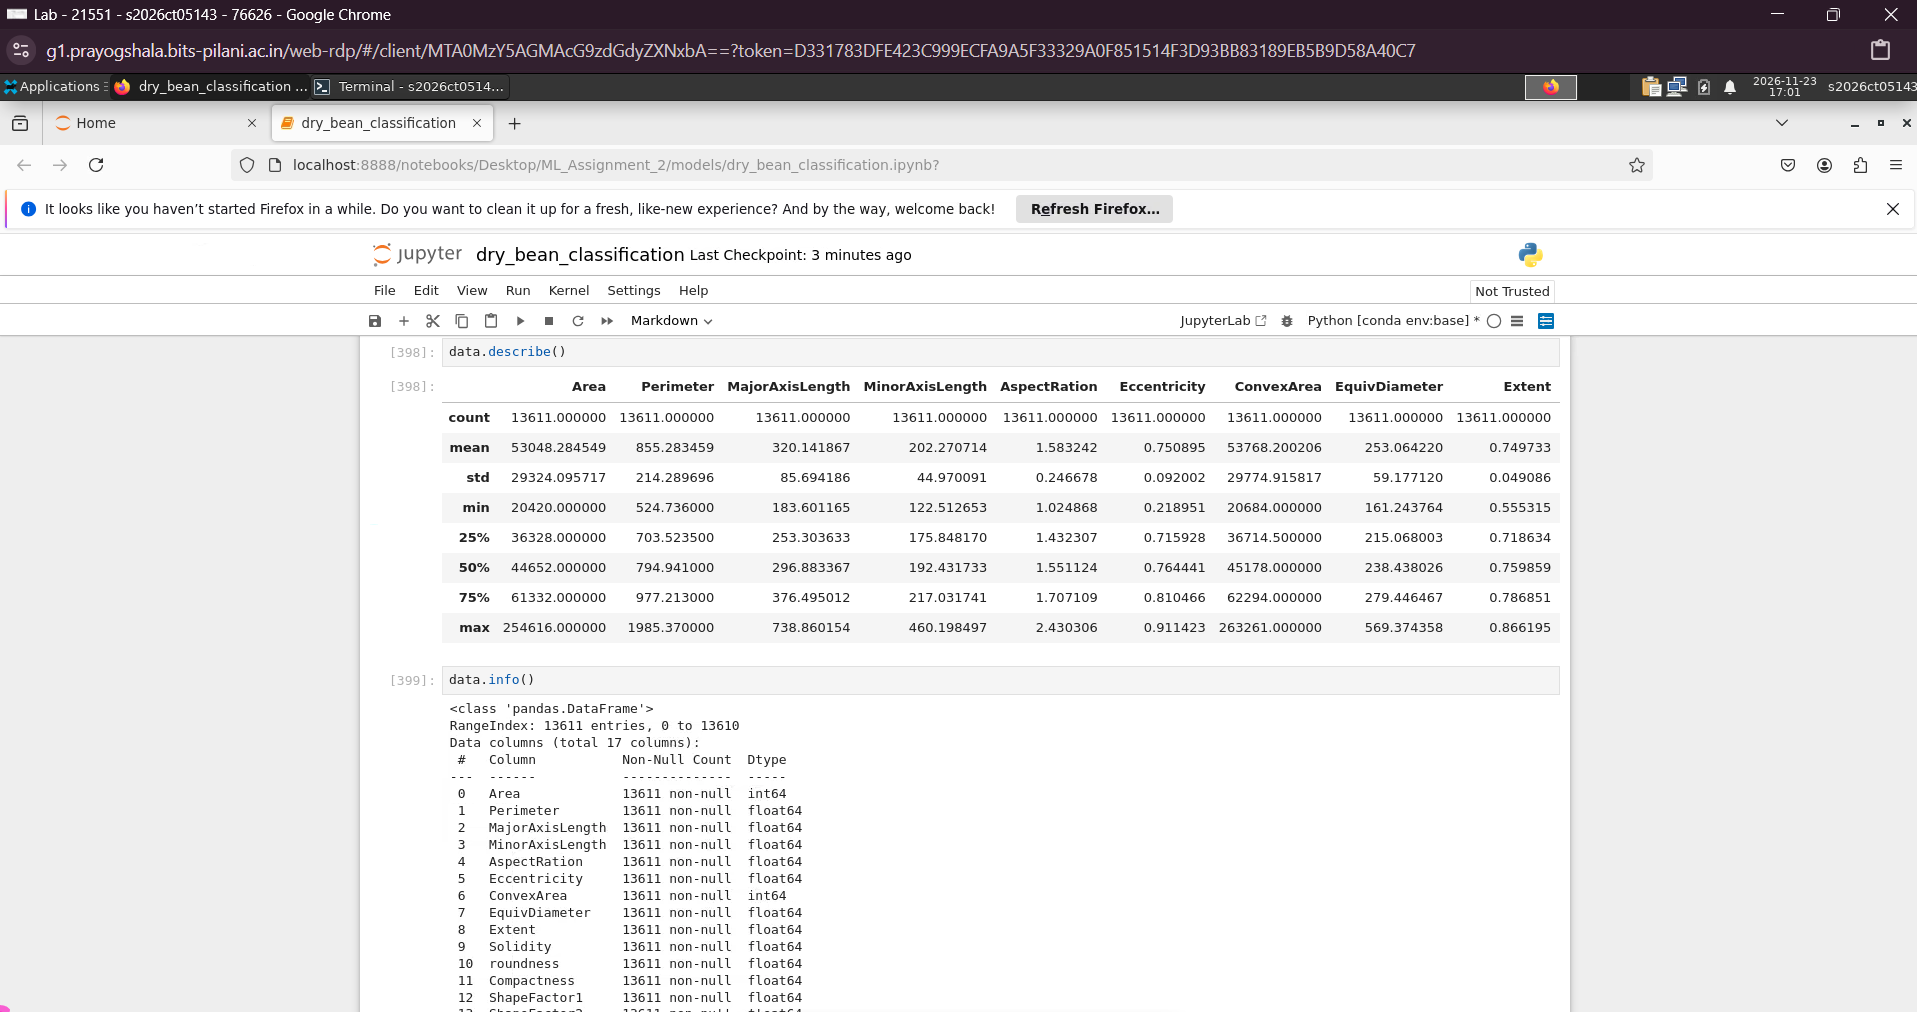 Lab - 21551 - s2026ct05143 - 76626 - Google Chrome
g1.prayogshala.bits-pilani.ac.in/web-rdp/#/client/MTA0MzY5AGMAcG9zdGdyZXNxbA==?token=D331783DFE423C999ECFA9A5F33329A0F851514F3D93BB83189EB5B9D58A40C7
Applications dry_bean_classification ... Terminal - s2026ct0514... 2026-11-23 17:01 s2026ct05143
Home dry_bean_classification
localhost:8888/notebooks/Desktop/ML_Assignment_2/models/dry_bean_classification.ipynb?
It looks like you haven’t started Firefox in a while. Do you want to clean it up for a fresh, like-new experience? And by the way, welcome back! Refresh Firefox...
jupyter dry_bean_classification Last Checkpoint: 3 minutes ago
File Edit View Run Kernel Settings Help Not Trusted
Markdown JupyterLab Python [conda env:base] *
[398]: data.describe()
[398]: Area Perimeter MajorAxisLength MinorAxisLength AspectRation Eccentricity ConvexArea EquivDiameter Extent
count 13611.000000 13611.000000 13611.000000 13611.000000 13611.000000 13611.000000 13611.000000 13611.000000 13611.000000
mean 53048.284549 855.283459 320.141867 202.270714 1.583242 0.750895 53768.200206 253.064220 0.749733
std 29324.095717 214.289696 85.694186 44.970091 0.246678 0.092002 29774.915817 59.177120 0.049086
min 20420.000000 524.736000 183.601165 122.512653 1.024868 0.218951 20684.000000 161.243764 0.555315
25% 36328.000000 703.523500 253.303633 175.848170 1.432307 0.715928 36714.500000 215.068003 0.718634
50% 44652.000000 794.941000 296.883367 192.431733 1.551124 0.764441 45178.000000 238.438026 0.759859
75% 61332.000000 977.213000 376.495012 217.031741 1.707109 0.810466 62294.000000 279.446467 0.786851
max 254616.000000 1985.370000 738.860154 460.198497 2.430306 0.911423 263261.000000 569.374358 0.866195
[399]: data.info()
<class 'pandas.DataFrame'>
RangeIndex: 13611 entries, 0 to 13610
Data columns (total 17 columns):
# Column Non-Null Count Dtype
--- ------ -------------- -----
0 Area 13611 non-null int64
1 Perimeter 13611 non-null float64
2 MajorAxisLength 13611 non-null float64
3 MinorAxisLength 13611 non-null float64
4 AspectRation 13611 non-null float64
5 Eccentricity 13611 non-null float64
6 ConvexArea 13611 non-null int64
7 EquivDiameter 13611 non-null float64
8 Extent 13611 non-null float64
9 Solidity 13611 non-null float64
10 roundness 13611 non-null float64
11 Compactness 13611 non-null float64
12 ShapeFactor1 13611 non-null float64